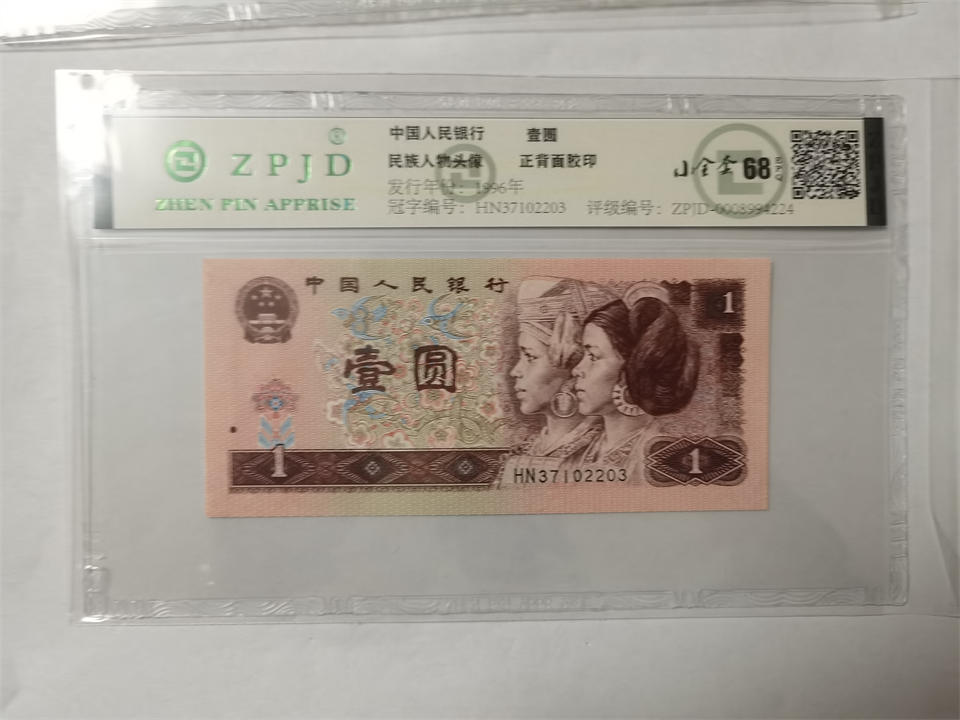 ®
ZPJD
ZHEN PIN APPRISE
中国人民银行 壹圆
民族人物头像 正背面胶印
发行年号：1996年
冠字编号：HN37102203 评级编号：ZPJD-0008994224
68
中国人民银行
壹圆
1
1
1
HN37102203